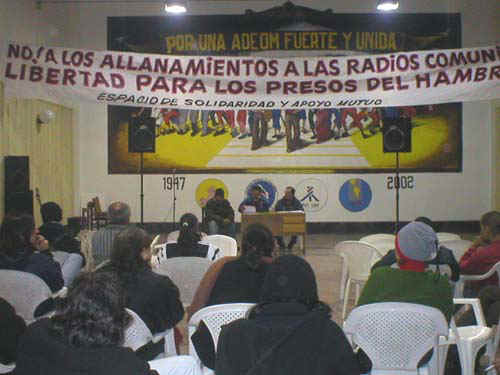 POR UNA ADEOM FUERTE Y UNIDA
NO! A LOS ALLANAMiENTOS A LAS RADIOS COMUNI
LIBERTAD PARA LOS PRESOS DEL HAMBR
ESPACIO DE SOLIDARIDAD Y APOYO MUTUO
1947
2002